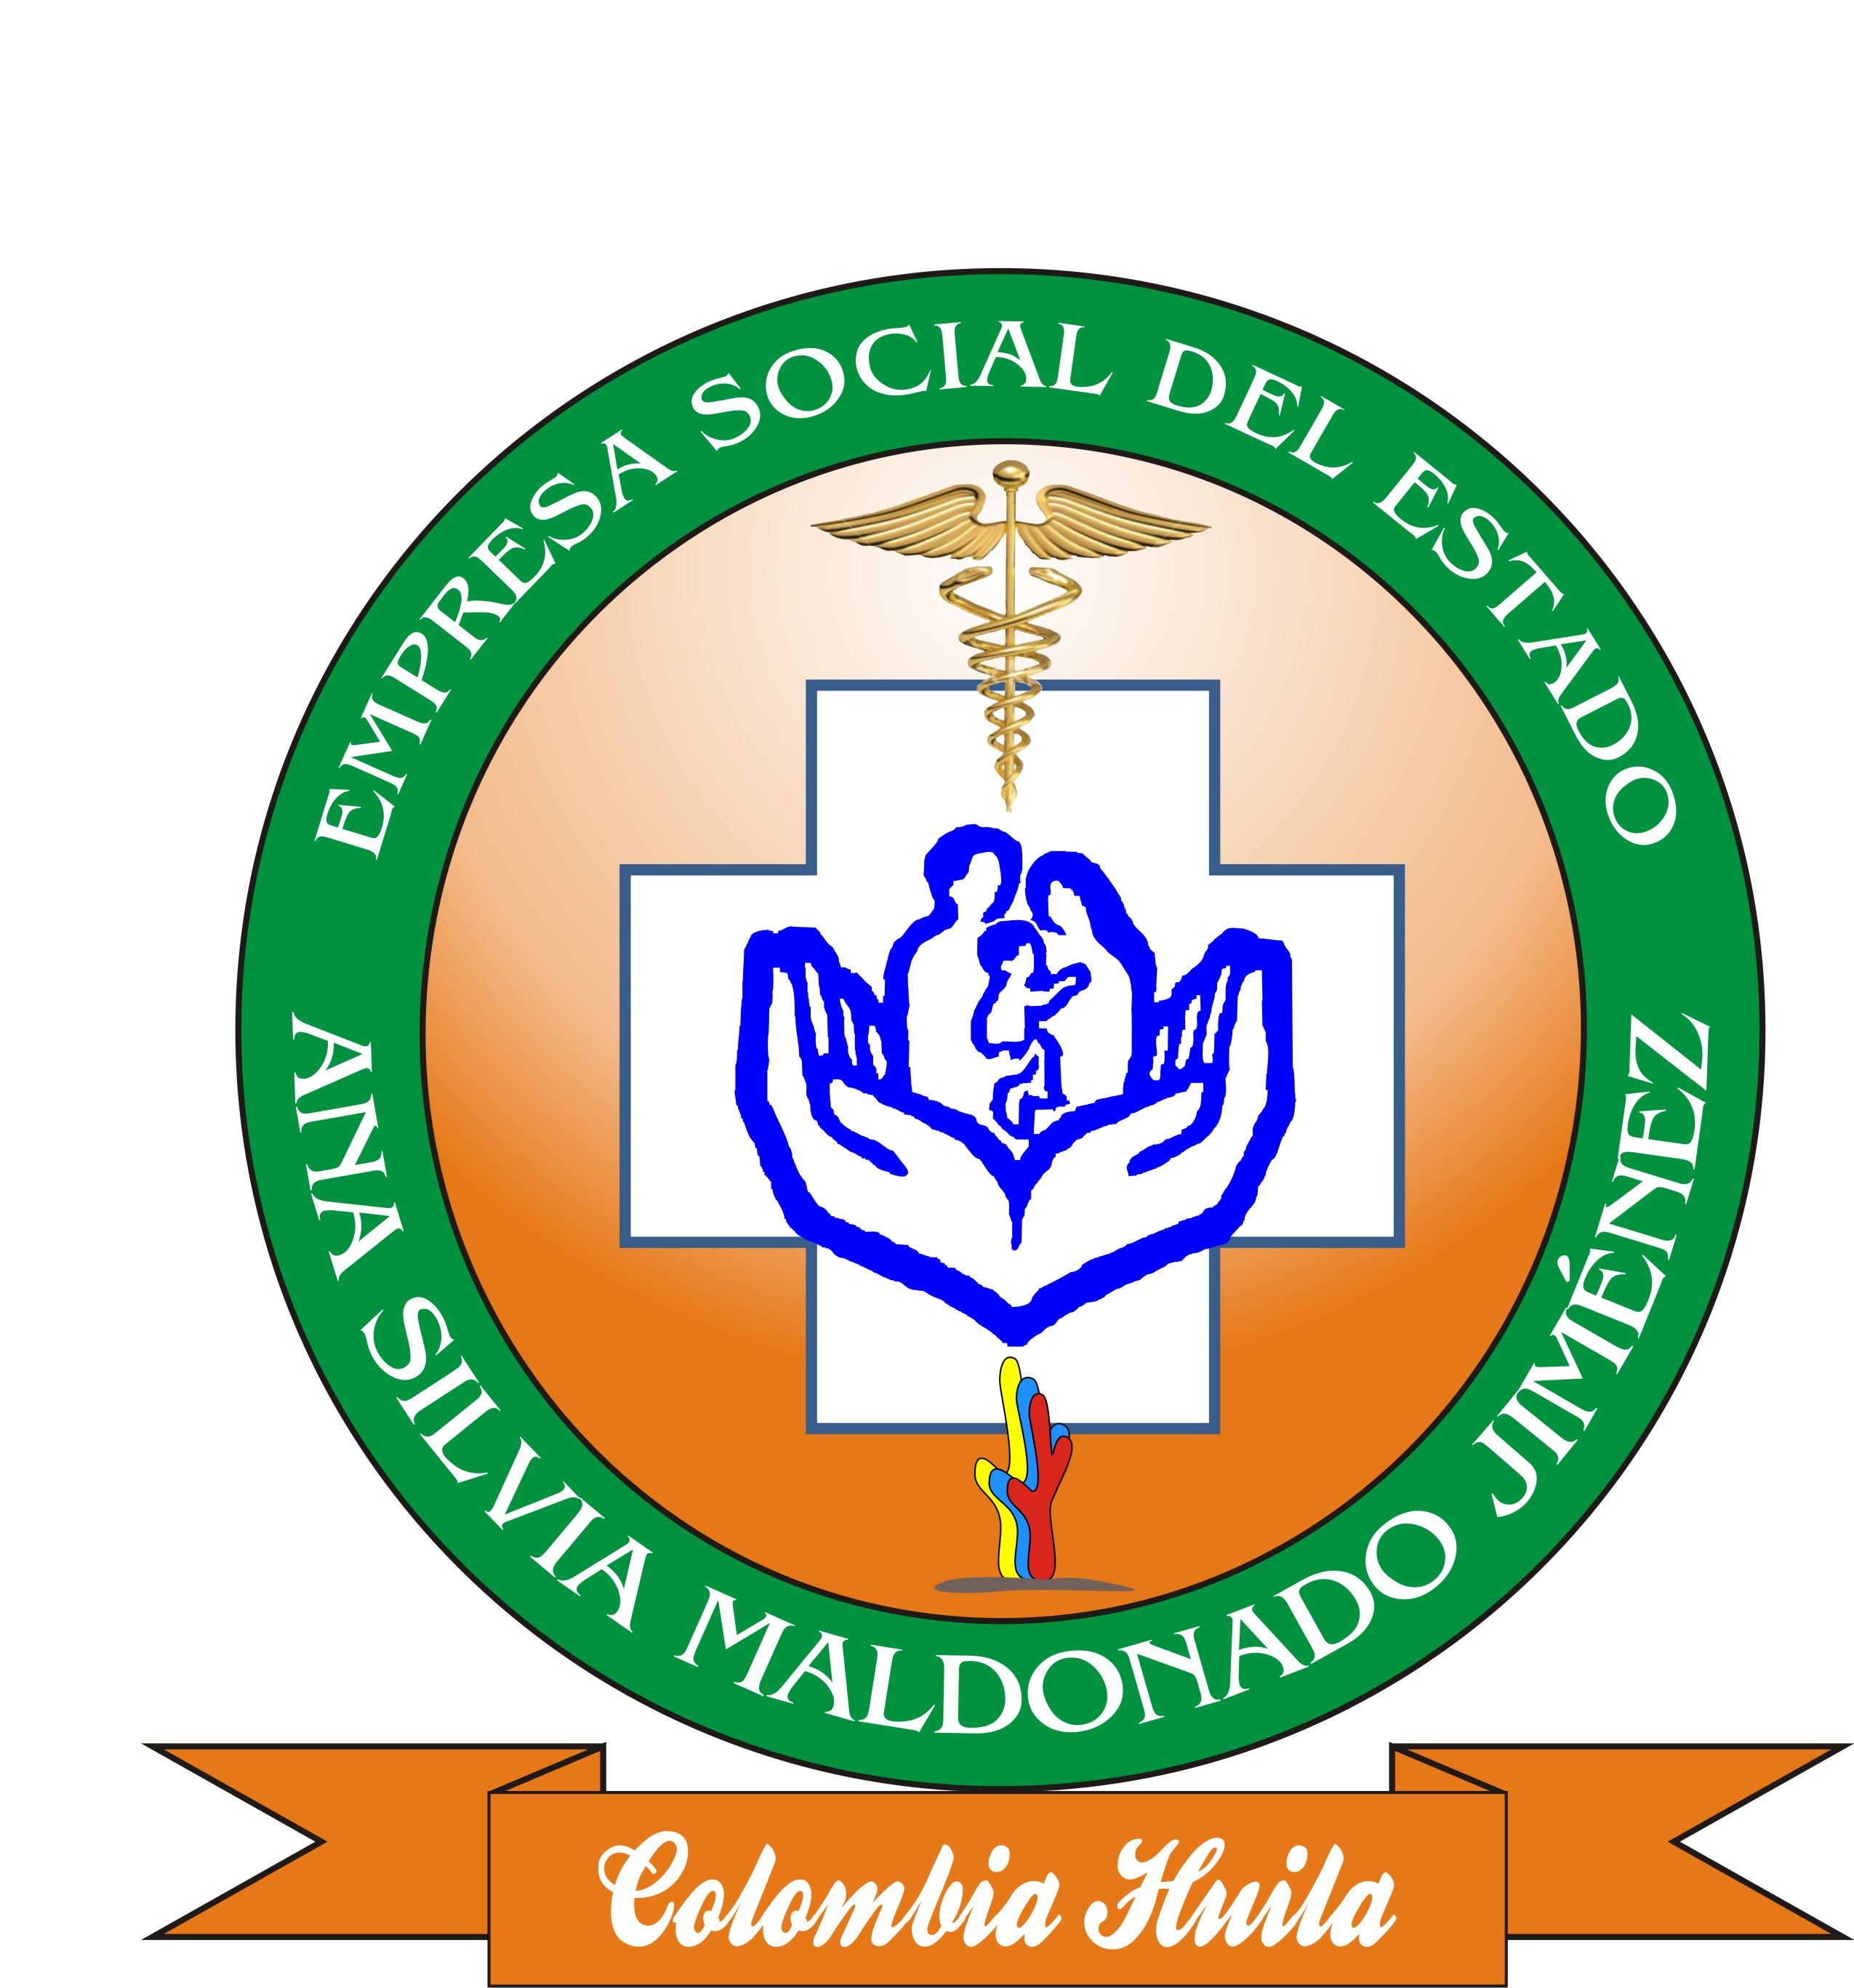 EMPRESA SOCIAL DEL ESTADO
ANA SILVIA MALDONADO JIMÉNEZ
Colombia Huila